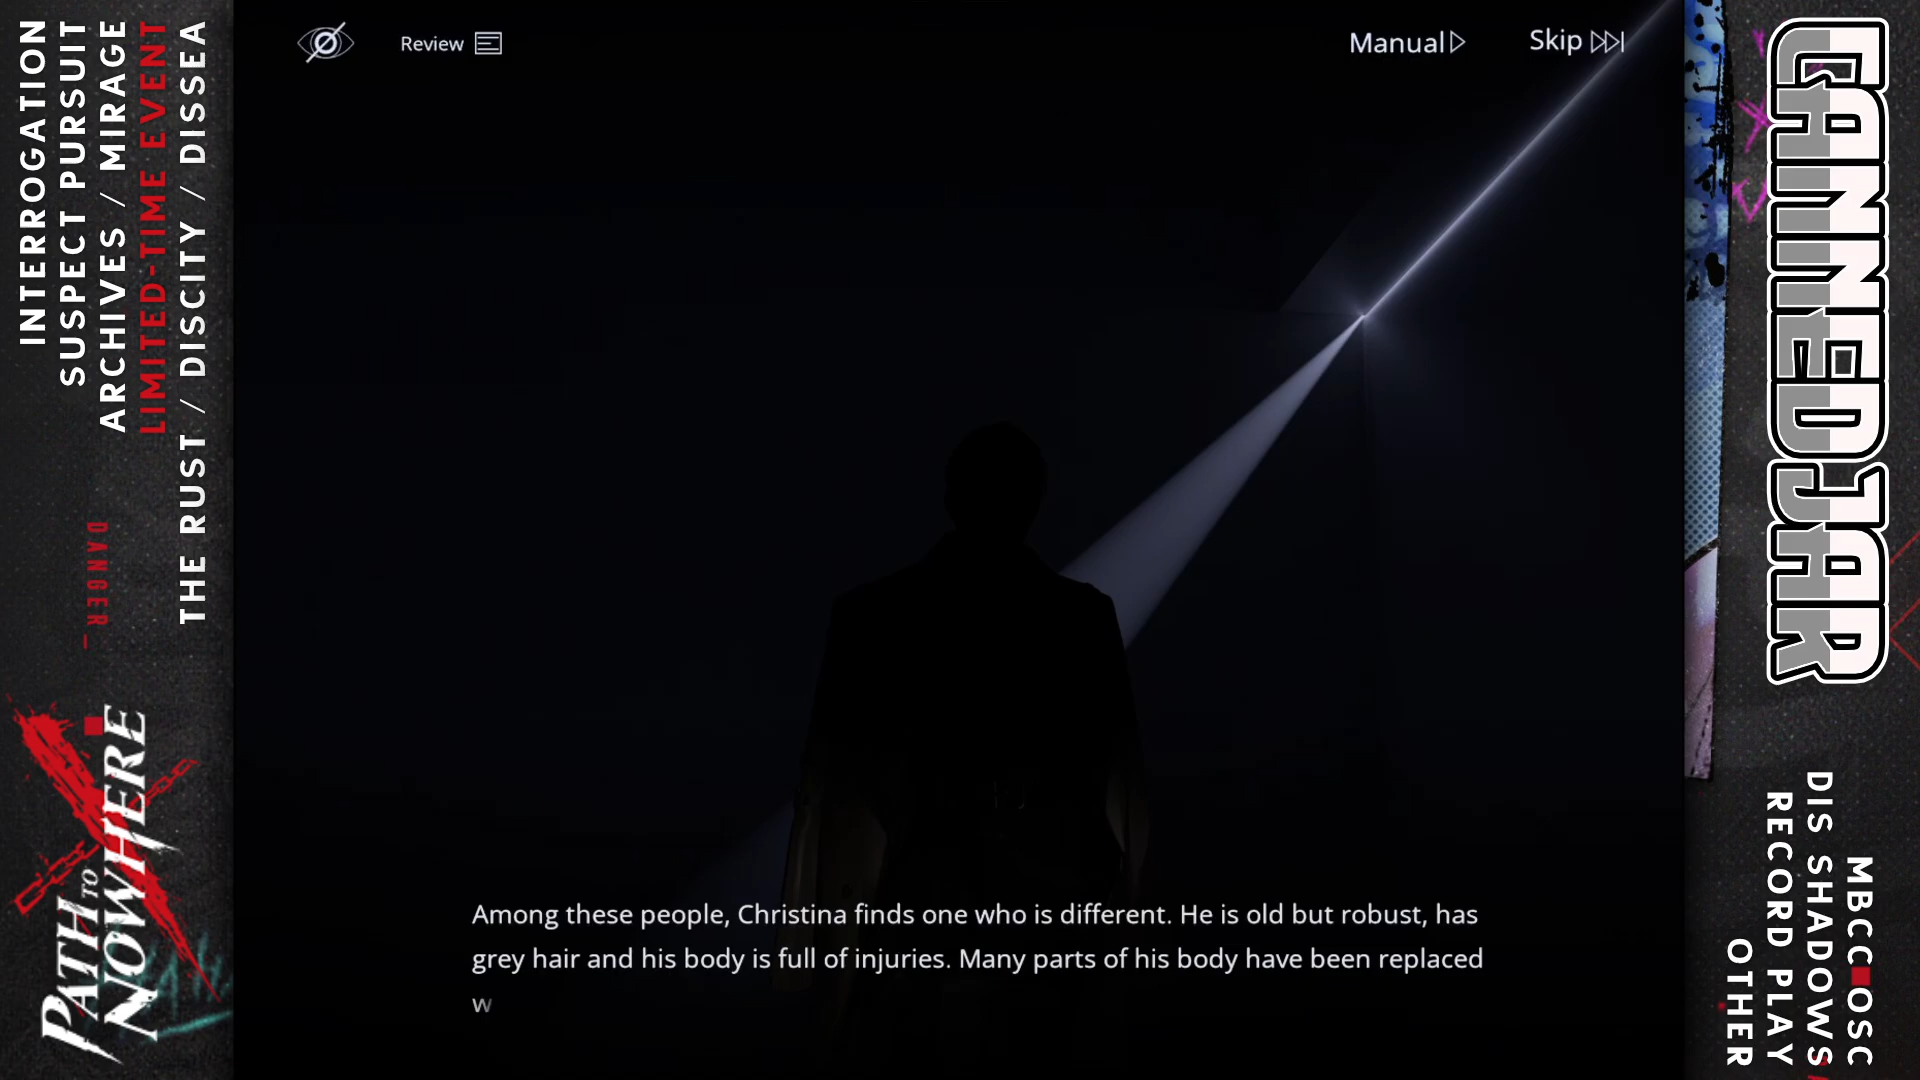 INTERROGATION
SUSPECT PURSUIT
ARCHIVES / MIRAGE
LIMITED-TIME EVENT
THE RUST / DISCITY / DISSEA
DANGER
PATH TO NOWHERE
Review
Manual
Skip
Among these people, Christina finds one who is different. He is old but robust, has
grey hair and his body is full of injuries. Many parts of his body have been replaced
w
CANNEDJAR
MBCC OSC
DIS SHADOWS
RECORD PLAY
OTHER